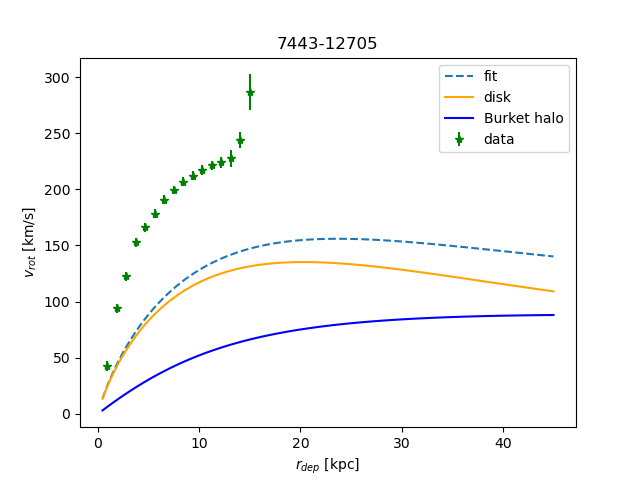 7443-12705
300
250
200
150
100
50
0
v_rot [km/s]
fit
disk
Burket halo
data
0 10 20 30 40
r_dep [kpc]